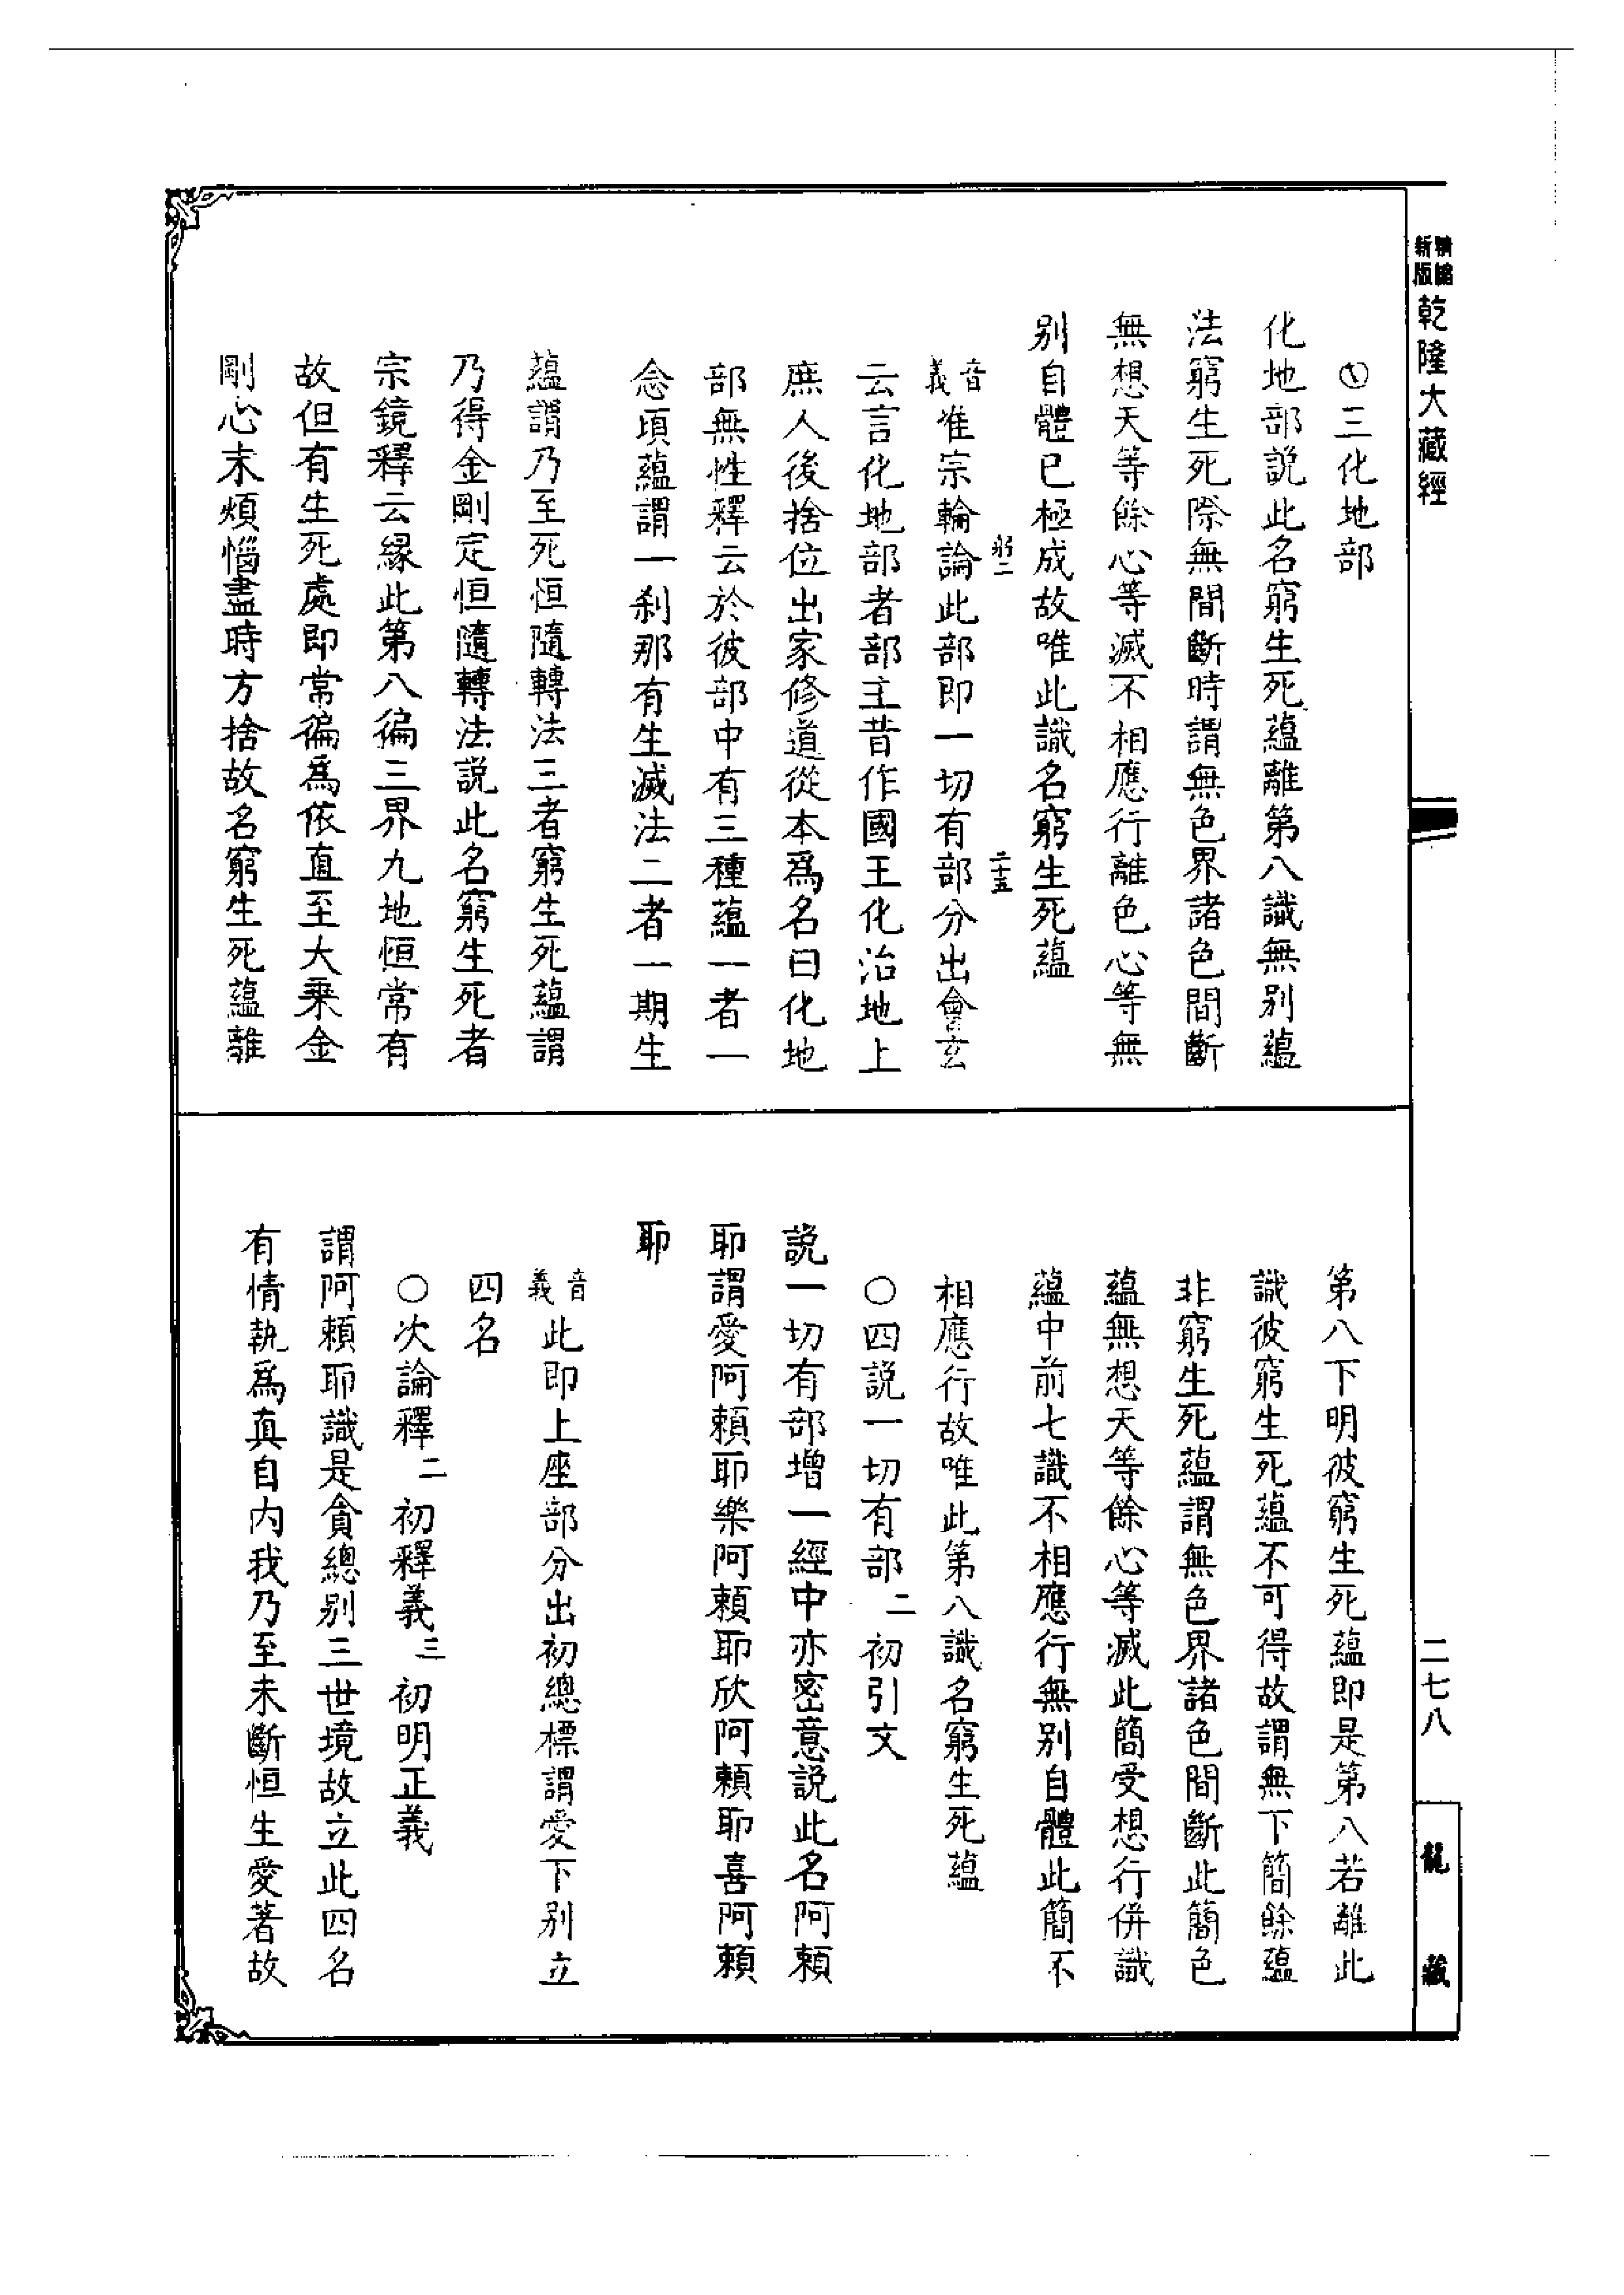 精縮
新版
乾隆大藏經
○三化地部
化地部説此名窮生死蘊離第八識無別蘊
法窮生死際無間斷時謂無色界諸色間斷
無想天等餘心等滅不相應行離色心等無
別自體已極成故唯此識名窮生死蘊
二十五
音義准宗輪論此部即一切有部分出會玄
云言化地部者部主昔作國王化治地上
庶人後捨位出家修道從本爲名曰化地
部無性釋云於彼部中有三種蘊一者一
念頃蘊謂一刹那有生滅法二者一期生
蘊謂乃至死恒隨轉法三者窮生死蘊謂
乃得金剛定恒隨轉法説此名窮生死者
宗鏡釋云緣此第八徧三界九地恒常有
故但有生死處即常徧爲依直至大乘金
剛心末煩惱盡時方捨故名窮生死蘊離
第八下明彼窮生死蘊即是第八若離此
識彼窮生死蘊不可得故謂無下簡餘蘊
非窮生死蘊謂無色界諸色間斷此簡色
蘊無想天等餘心等滅此簡受想行併識
蘊中前七識不相應行無別自體此簡不
相應行故唯此第八識名窮生死蘊
○四説一切有部二初引文
説一切有部增一經中亦密意説此名阿賴
耶謂愛阿賴耶樂阿賴耶欣阿賴耶喜阿賴
耶
音義此即上座部分出初總標謂愛下別立
四名
○次論釋二初釋義三初明正義
謂阿賴耶識是貪總別三世境故立此四名
有情執爲真自内我乃至未斷恒生愛著故
二七八
龍藏